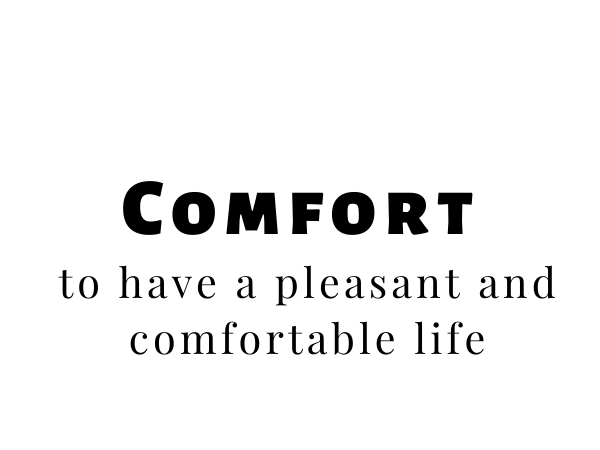 Comfort
to have a pleasant and
comfortable life